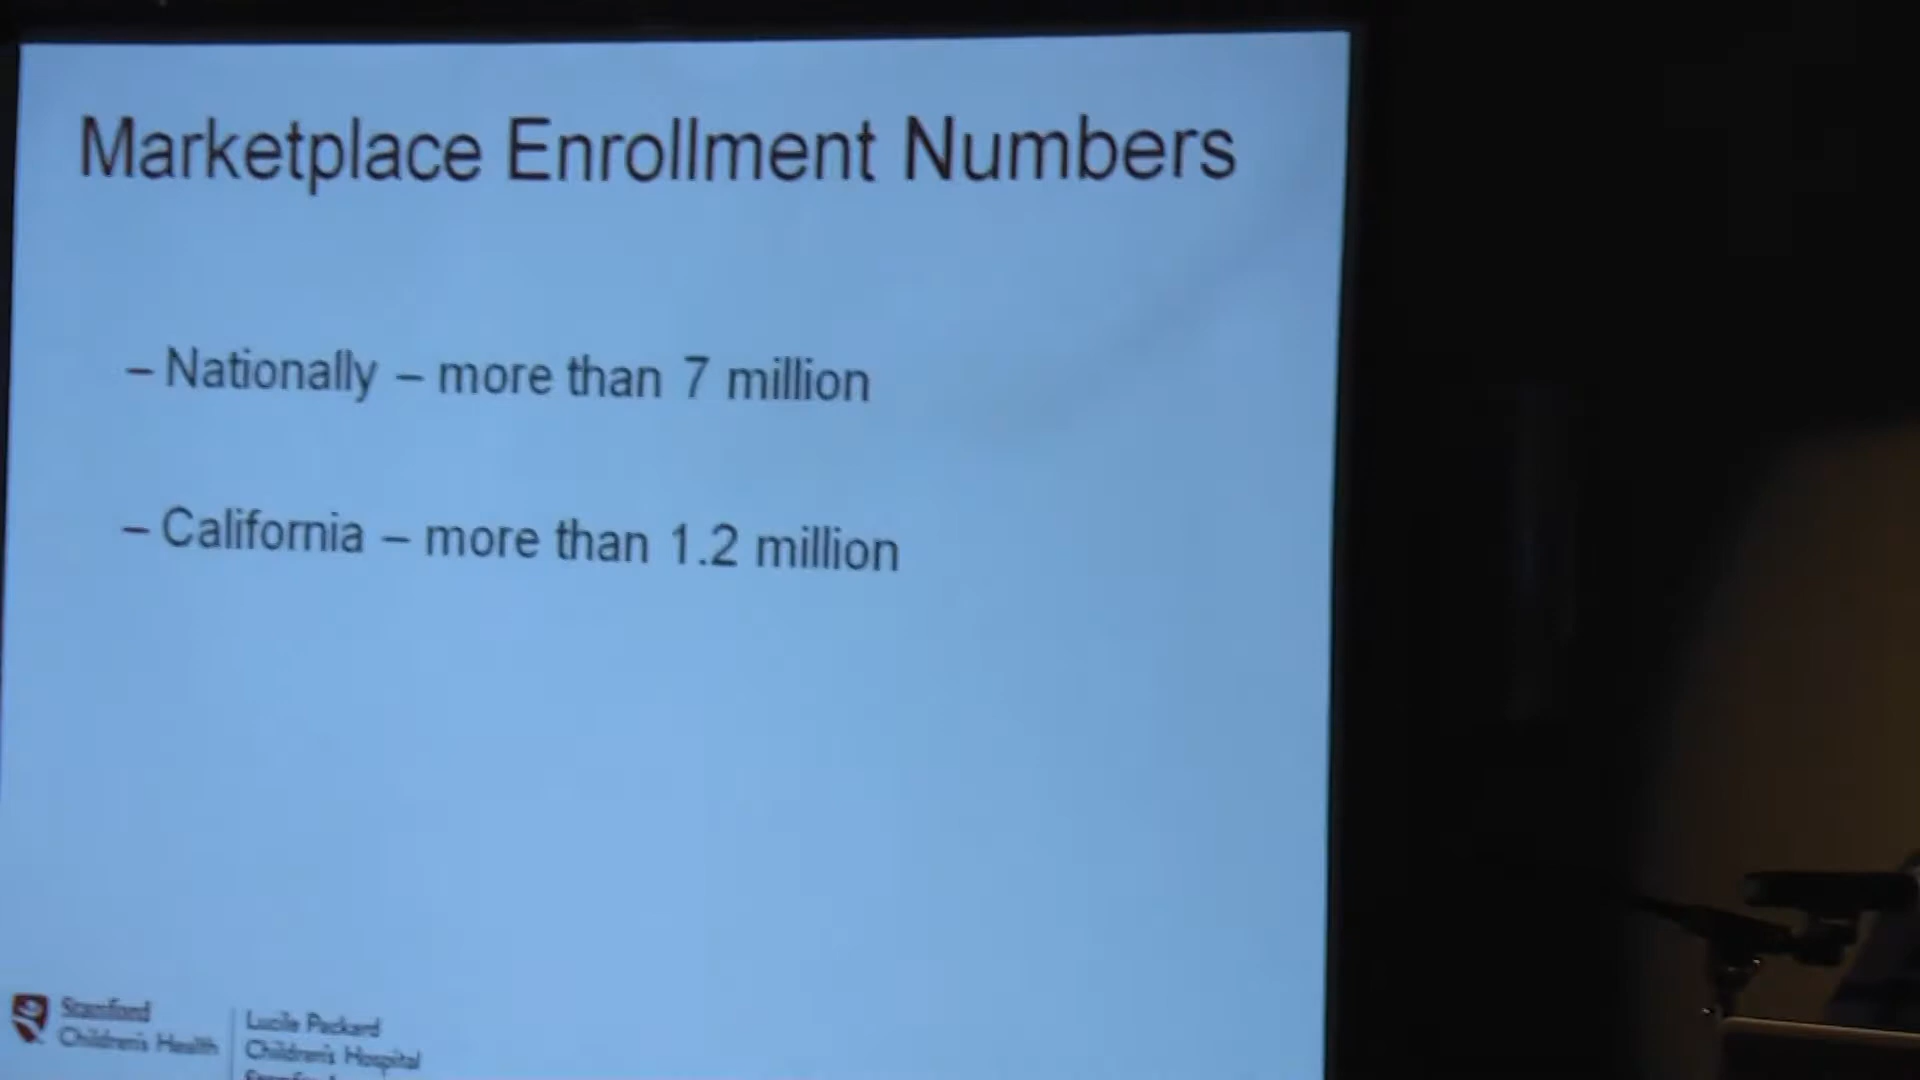 Marketplace Enrollment Numbers
– Nationally – more than 7 million
– California – more than 1.2 million
Stanford
Children's Health
Lucile Packard
Children's Hospital
Stanford